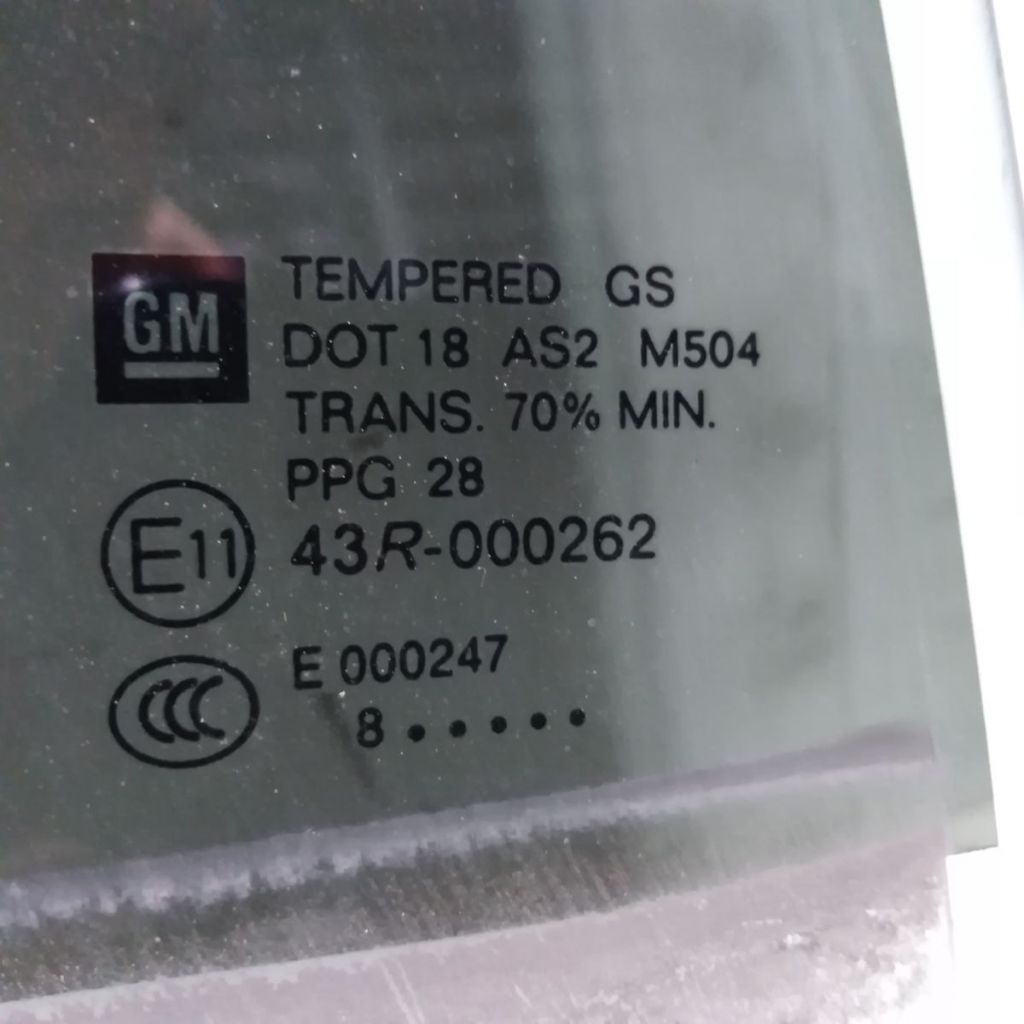 GM
TEMPERED GS
DOT 18 AS2 M504
TRANS. 70% MIN.
PPG 28
E11 43R-000262
CCC E 000247
8 • • • • •